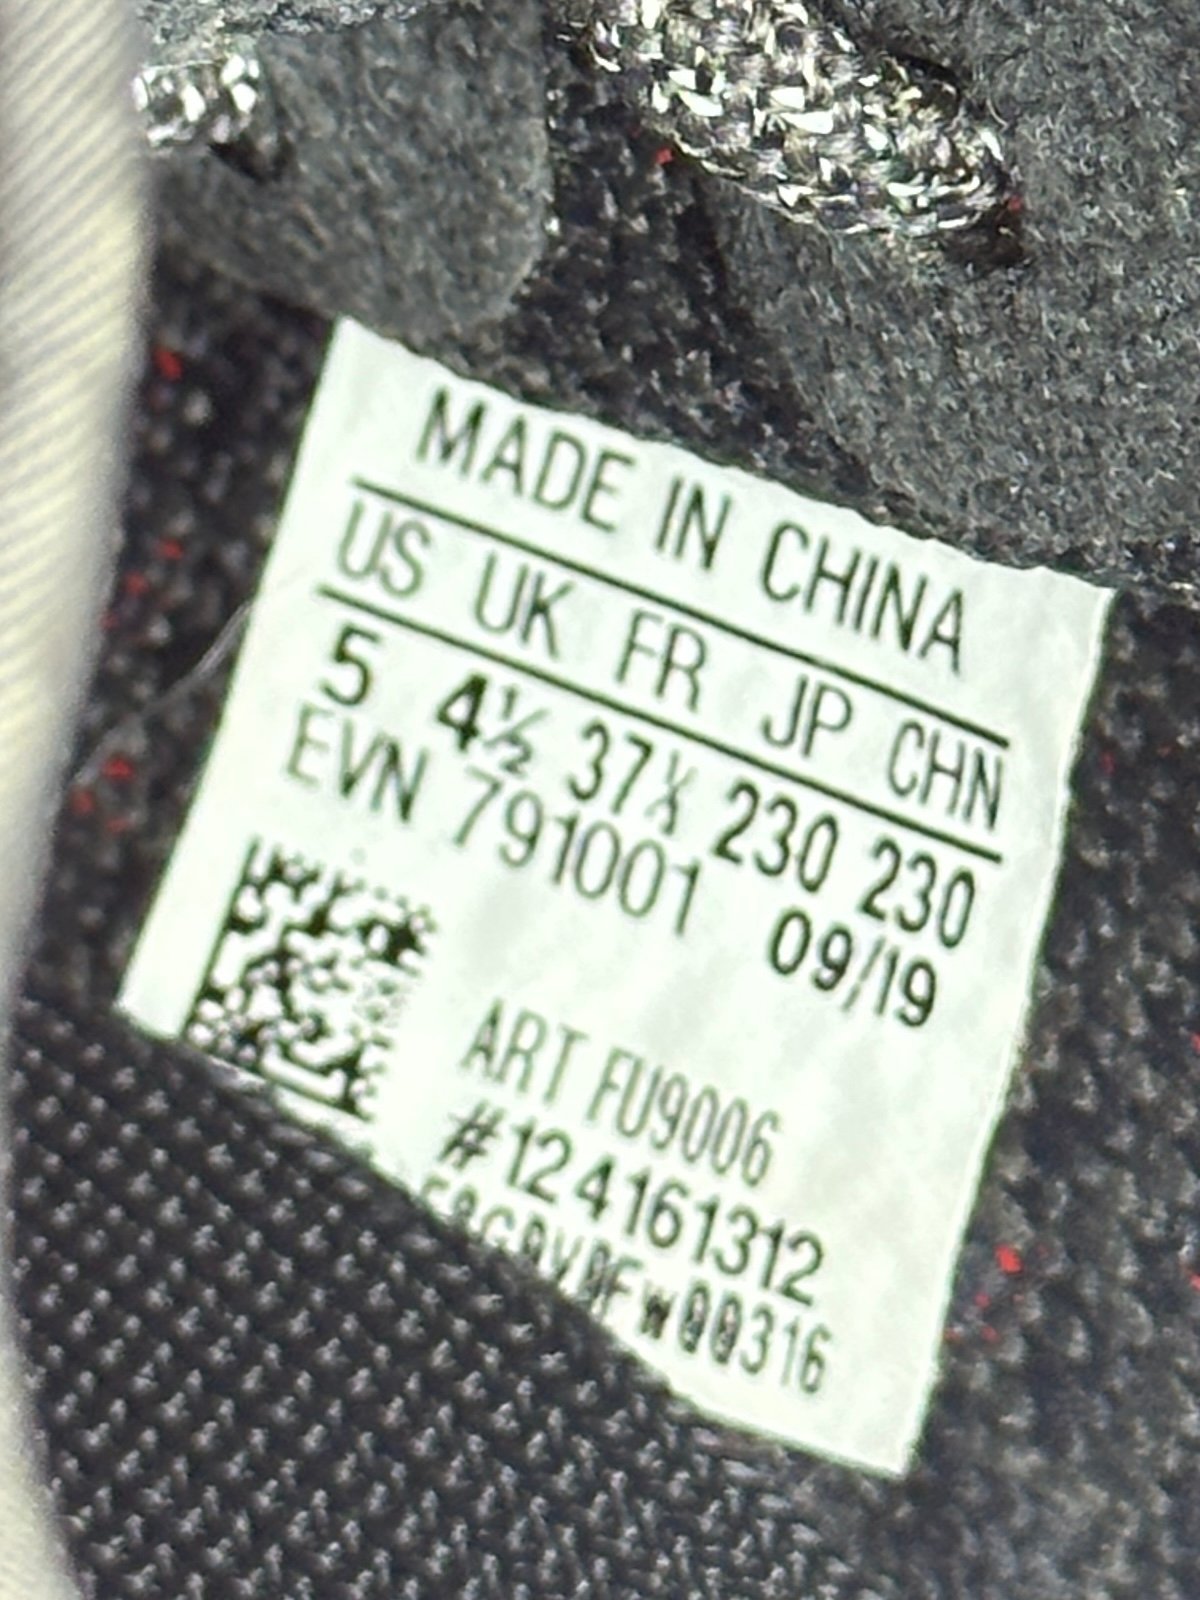 MADE IN CHINA
US UK FR JP CHN
5 4½ 37⅓ 230 230
EVN 791001 09/19
ART FU9006
#124161312